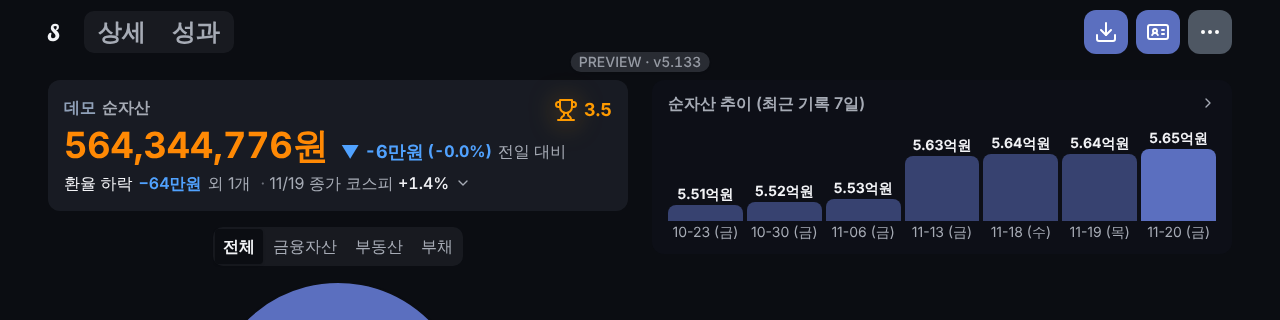 S 상세 성과
PREVIEW · v5.133
데모 순자산
3.5
564,344,776원 ▼ -6만원 (-0.0%) 전일 대비
환율 하락 −64만원 외 1개 · 11/19 종가 코스피 +1.4%
전체 금융자산 부동산 부채
순자산 추이 (최근 기록 7일)
5.51억원 5.52억원 5.53억원 5.63억원 5.64억원 5.64억원 5.65억원
10-23 (금) 10-30 (금) 11-06 (금) 11-13 (금) 11-18 (수) 11-19 (목) 11-20 (금)